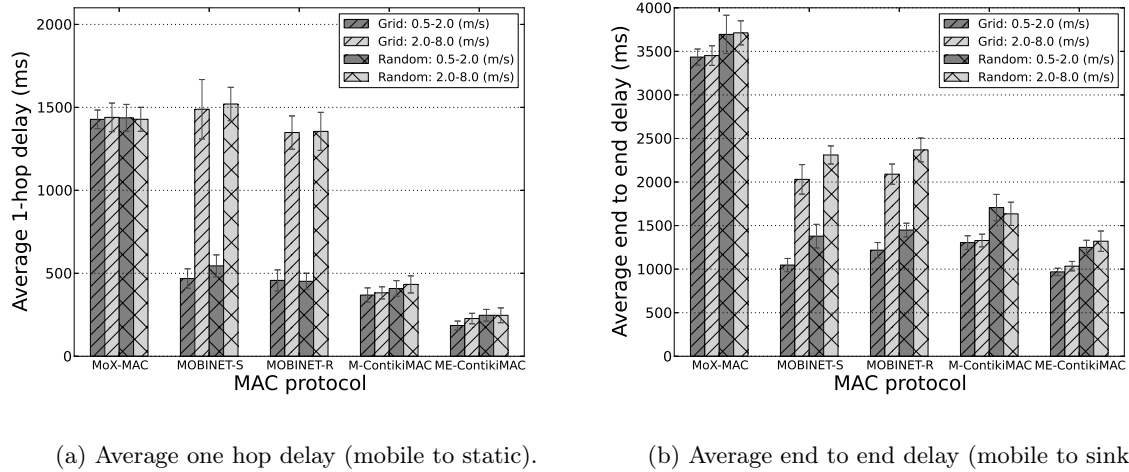 2000
1500
1000
500
0
Average 1-hop delay (ms)
Grid: 0.5-2.0 (m/s)
Grid: 2.0-8.0 (m/s)
Random: 0.5-2.0 (m/s)
Random: 2.0-8.0 (m/s)
MoX-MAC MOBINET-S MOBINET-R M-ContikiMAC ME-ContikiMAC
MAC protocol
(a) Average one hop delay (mobile to static).
4000
3500
3000
2500
2000
1500
1000
500
0
Average end to end delay (ms)
Grid: 0.5-2.0 (m/s)
Grid: 2.0-8.0 (m/s)
Random: 0.5-2.0 (m/s)
Random: 2.0-8.0 (m/s)
MoX-MAC MOBINET-S MOBINET-R M-ContikiMAC ME-ContikiMAC
MAC protocol
(b) Average end to end delay (mobile to sink